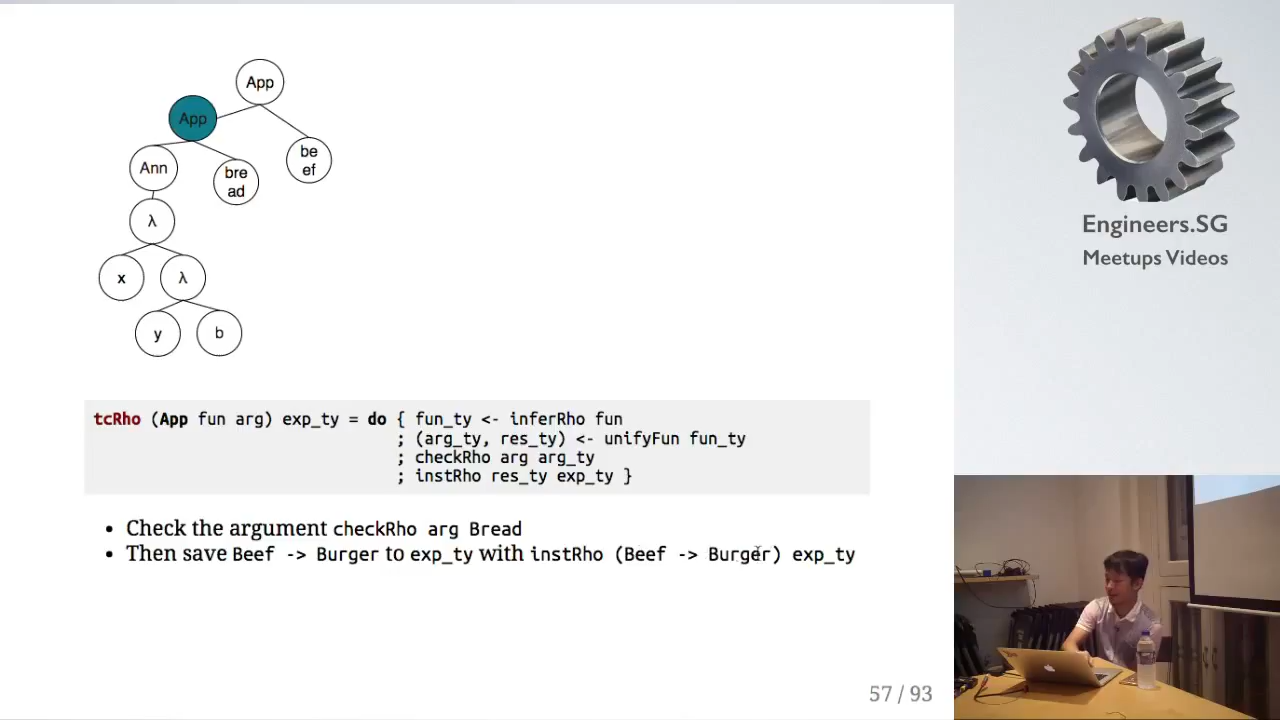 App
App
Ann
bre
ad
be
ef
λ
x
λ
y
b
tcRho (App fun arg) exp_ty = do { fun_ty <- inferRho fun
; (arg_ty, res_ty) <- unifyFun fun_ty
; checkRho arg arg_ty
; instRho res_ty exp_ty }
• Check the argument checkRho arg Bread
• Then save Beef -> Burger to exp_ty with instRho (Beef -> Burger) exp_ty
57 / 93
Engineers.SG
Meetups Videos